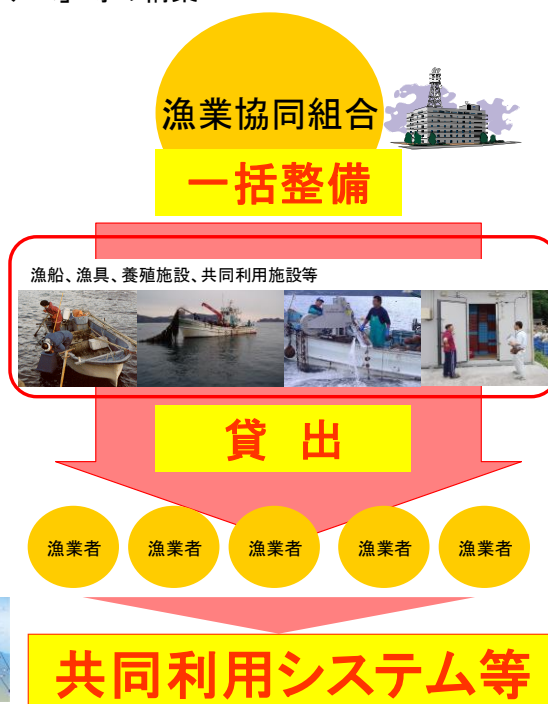 漁業協同組合
一括整備
漁船、漁具、養殖施設、共同利用施設等
貸 出
漁業者 漁業者 漁業者 漁業者 漁業者
共同利用システム等